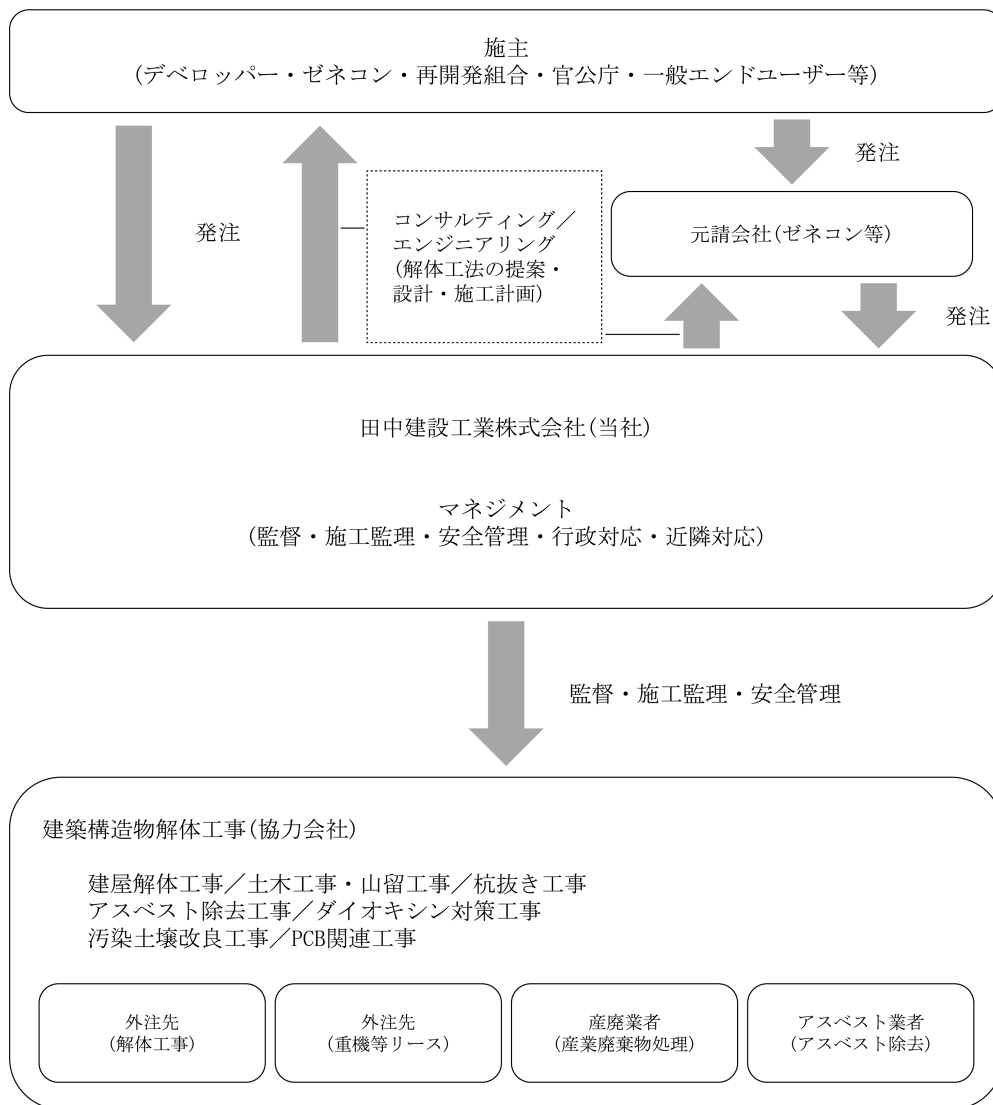 施主
(デベロッパー・ゼネコン・再開発組合・官公庁・一般エンドユーザー等)
発注
発注
コンサルティング／
エンジニアリング
(解体工法の提案・
設計・施工計画)
元請会社(ゼネコン等)
発注
田中建設工業株式会社(当社)
マネジメント
(監督・施工監理・安全管理・行政対応・近隣対応)
監督・施工監理・安全管理
建築構造物解体工事(協力会社)
建屋解体工事／土木工事・山留工事／杭抜き工事
アスベスト除去工事／ダイオキシン対策工事
汚染土壌改良工事／PCB関連工事
外注先
(解体工事)
外注先
(重機等リース)
産廃業者
(産業廃棄物処理)
アスベスト業者
(アスベスト除去)